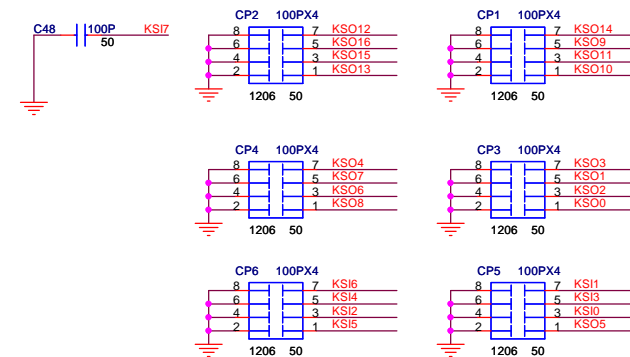 C48 100P KSI7
50
CP2 100PX4
8 7 KSO12
6 5 KSO16
4 3 KSO15
2 1 KSO13
1206 50
CP1 100PX4
8 7 KSO14
6 5 KSO9
4 3 KSO11
2 1 KSO10
1206 50
CP4 100PX4
8 7 KSO4
6 5 KSO7
4 3 KSO6
2 1 KSO8
1206 50
CP3 100PX4
8 7 KSO3
6 5 KSO1
4 3 KSO2
2 1 KSO0
1206 50
CP6 100PX4
8 7 KSI6
6 5 KSI4
4 3 KSI2
2 1 KSI5
1206 50
CP5 100PX4
8 7 KSI1
6 5 KSI3
4 3 KSI0
2 1 KSO5
1206 50